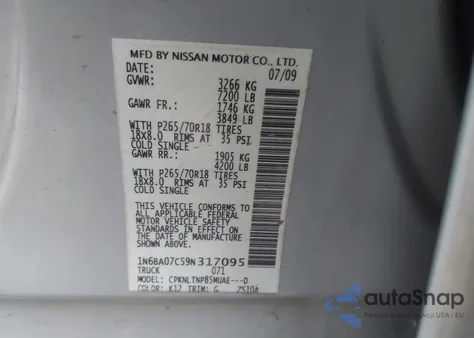 MFD BY NISSAN MOTOR CO., LTD.
DATE: 07/09
GVWR: 3266 KG
7200 LB
GAWR FR.: 1746 KG
3849 LB
WITH P265/70R18 TIRES
18x8.0 RIMS AT 35 PSI
COLD SINGLE
GAWR RR.: 1905 KG
4200 LB
WITH P265/70R18 TIRES
18x8.0 RIMS AT 35 PSI
COLD SINGLE
THIS VEHICLE CONFORMS TO
ALL APPLICABLE FEDERAL MOTOR
VEHICLE SAFETY
STANDARDS IN EFFECT ON THE
DATE OF MANUFACTURE SHOWN ABOVE.
1N6BA07C59N317095
TRUCK 071
MODEL: CPKNLTNP85MUAE---D
COLOR: K12 TRIM: G
autoSnap